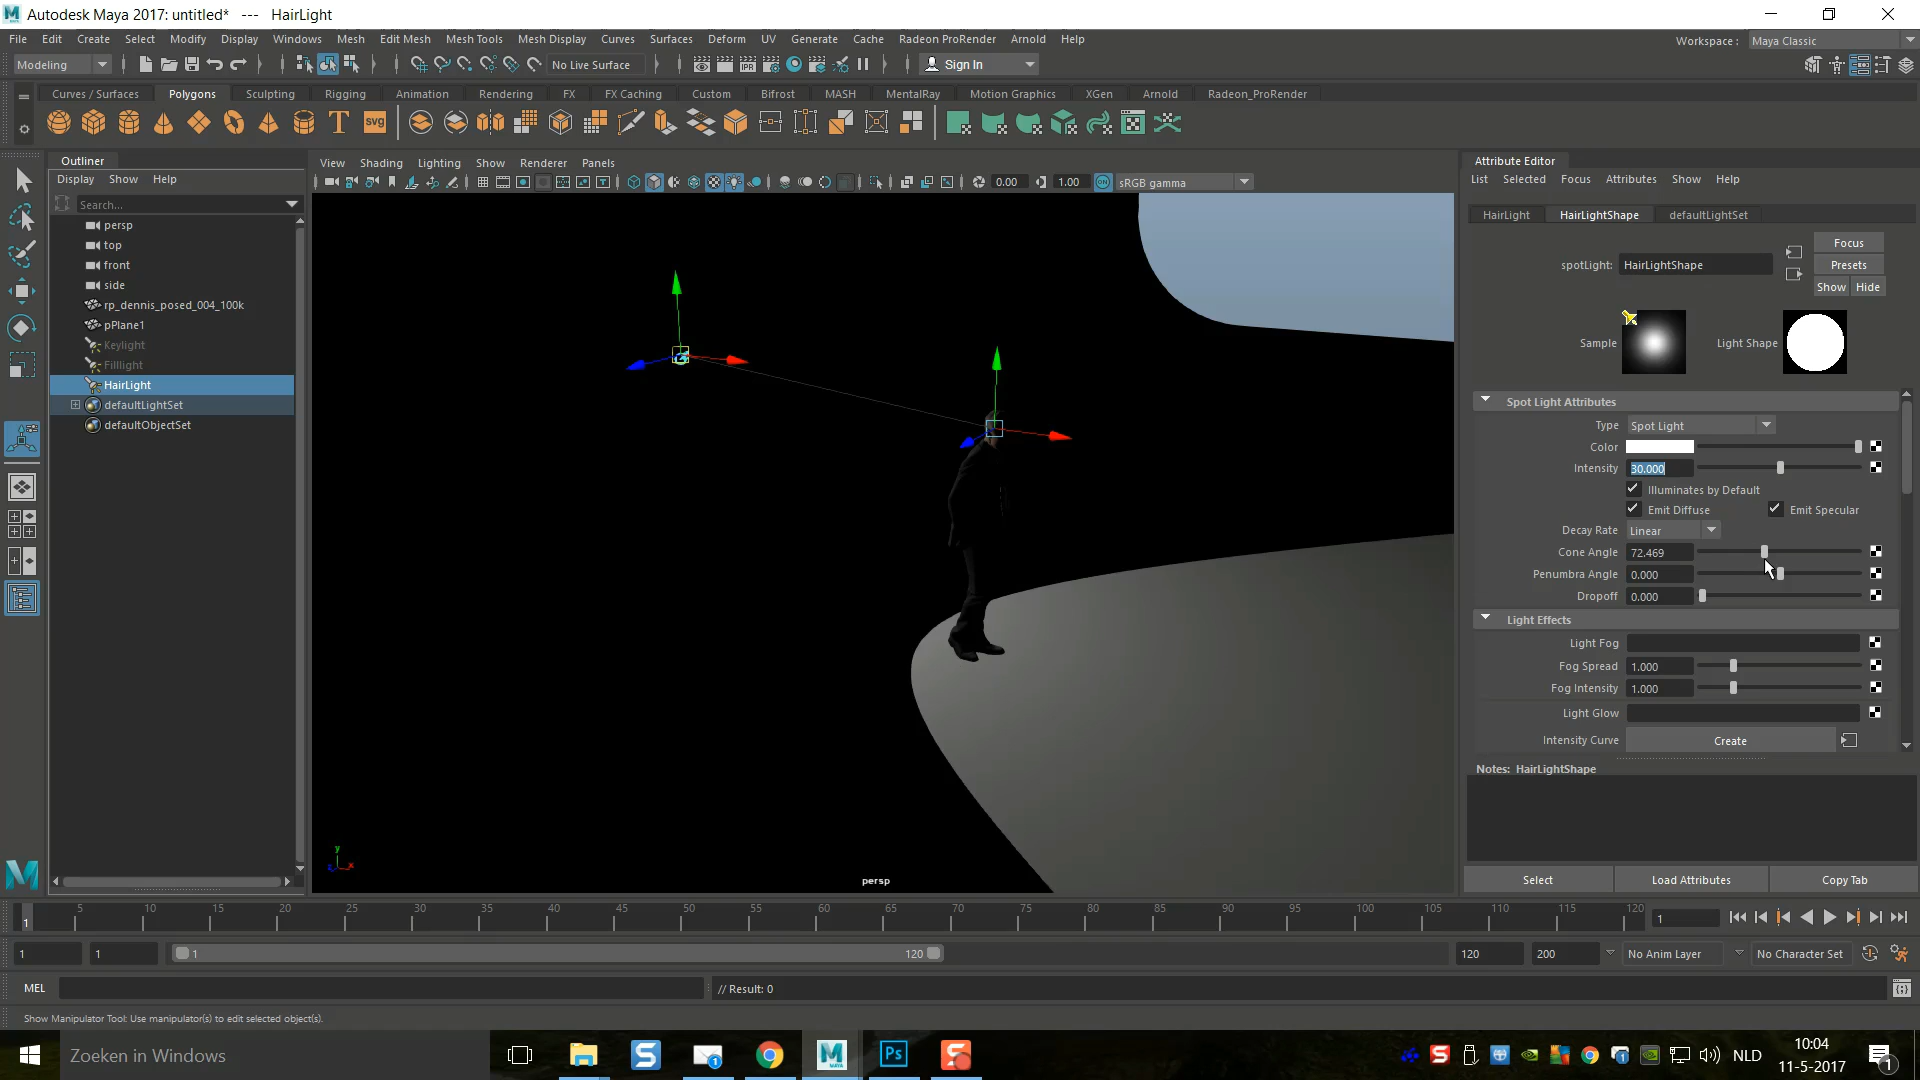 Autodesk Maya 2017: untitled* --- HairLight
File Edit Create Select Modify Display Windows Mesh Edit Mesh Mesh Tools Mesh Display Curves Surfaces Deform UV Generate Cache Radeon ProRender Arnold Help
Workspace : Maya Classic
Modeling No Live Surface Sign In
Curves / Surfaces Polygons Sculpting Rigging Animation Rendering FX FX Caching Custom Bifrost MASH MentalRay Motion Graphics XGen Arnold Radeon_ProRender
SVG
Outliner
Display Show Help
Search...
persp
top
front
side
rp_dennis_posed_004_100k
pPlane1
Keylight
Filllight
HairLight
defaultLightSet
defaultObjectSet
View Shading Lighting Show Renderer Panels
0.00 1.00 sRGB gamma
y
x
persp
Attribute Editor
List Selected Focus Attributes Show Help
HairLight HairLightShape defaultLightSet
Focus
spotLight: HairLightShape
Presets
Show Hide
Sample Light Shape
Spot Light Attributes
Type Spot Light
Color
Intensity 30.000
Illuminates by Default
Emit Diffuse Emit Specular
Decay Rate Linear
Cone Angle 72.469
Penumbra Angle 0.000
Dropoff 0.000
Light Effects
Light Fog
Fog Spread 1.000
Fog Intensity 1.000
Light Glow
Intensity Curve Create
Notes: HairLightShape
Select Load Attributes Copy Tab
1 5 10 15 20 25 30 35 40 45 50 55 60 65 70 75 80 85 90 95 100 105 110 115 120 1
1 1 1 120 120 200 No Anim Layer No Character Set
MEL // Result: 0
Show Manipulator Tool: Use manipulator(s) to edit selected object(s).
Zoeken in Windows
NLD
10:04
11-5-2017
1